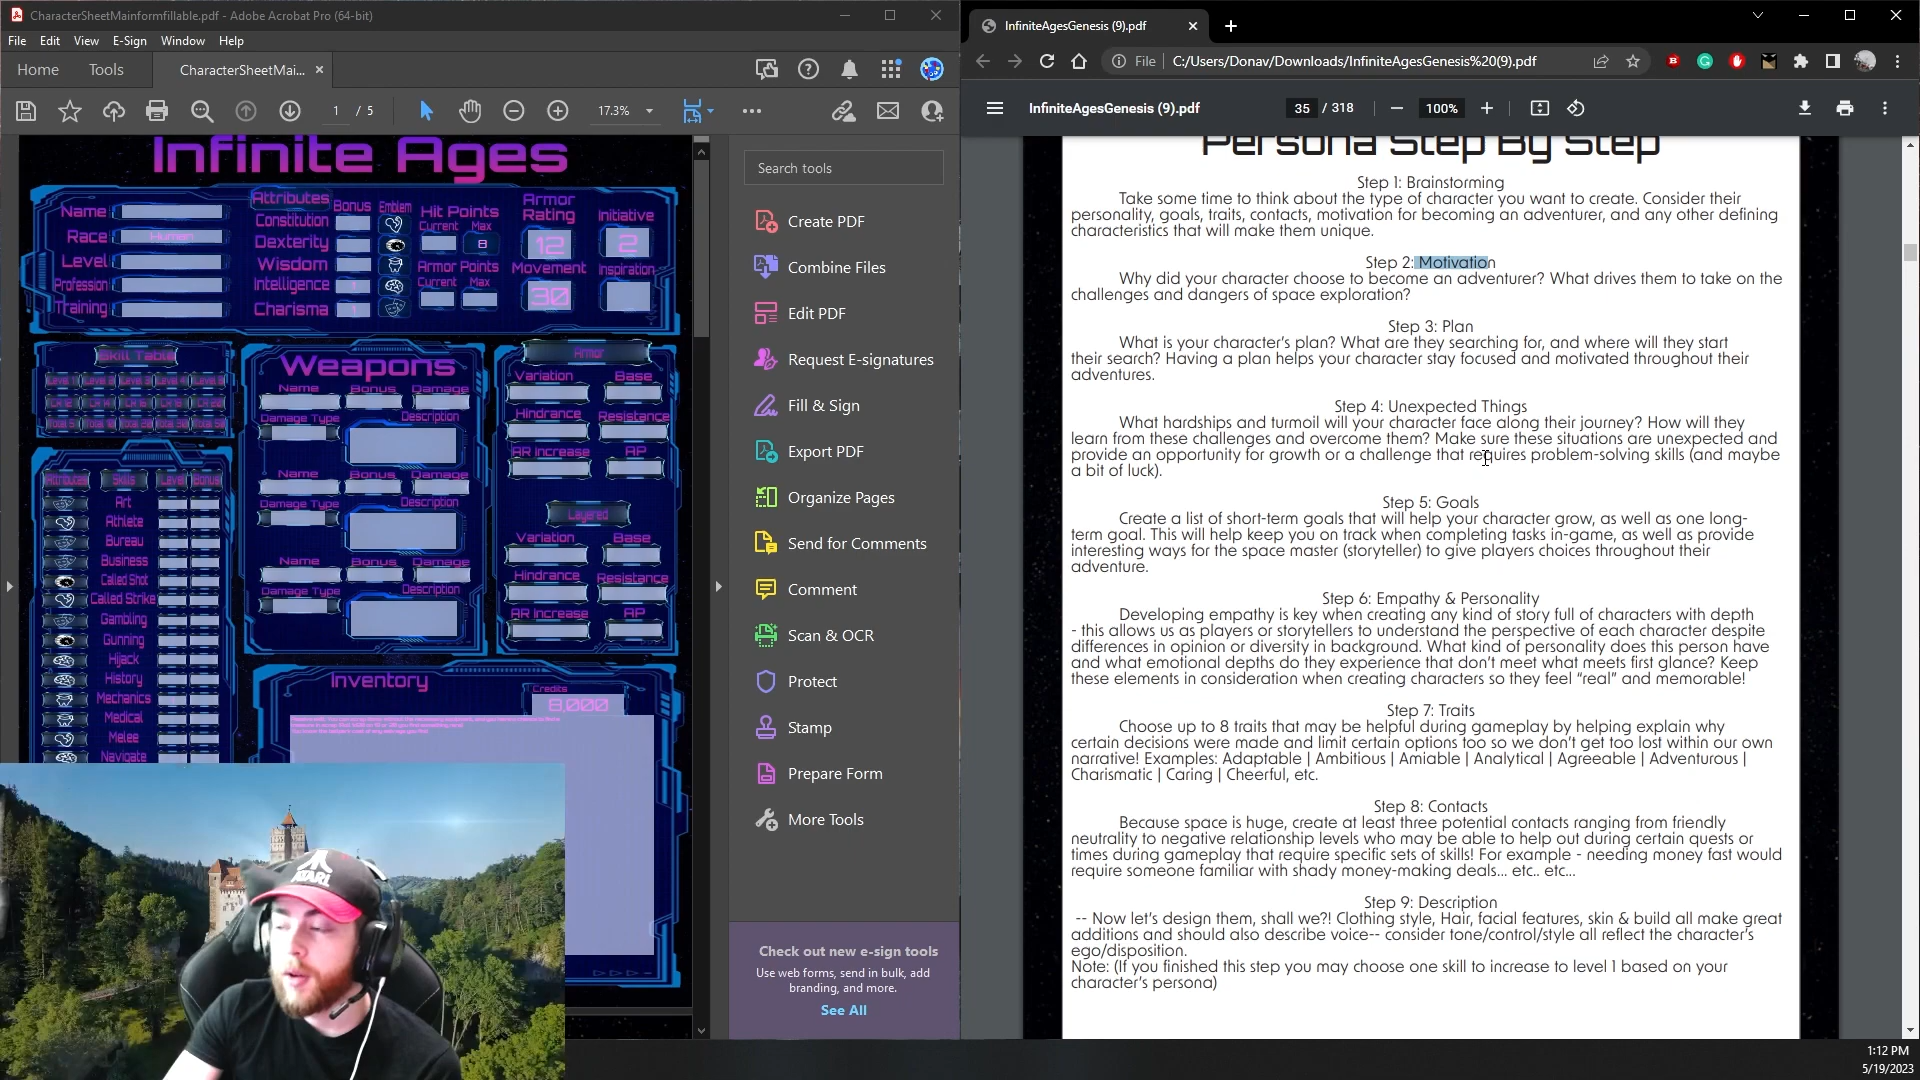 CharacterSheetMainformfillable.pdf - Adobe Acrobat Pro (64-bit)
File Edit View E-Sign Window Help
Home Tools CharacterSheetMai... ×
1 / 5 17.3%
Infinite Ages
Name
Race Human
Level
Profession
Training
Attributes Bonus Emblem
Constitution
Dexterity
Wisdom
Intelligence 1
Charisma 1
Hit Points
Current Max
8
Armor Points
Current Max
Armor
Rating
12
Movement
30
Initiative
2
Inspiration
Skill Table
Attributes Skills Level Bonus
Art
Athlete
Bureau
Business
Called Shot
Called Strike
Gambling
Gunning
Hijack
History
Mechanics
Medical
Melee
Navigate
Weapons
Name Bonus Damage
Damage Type Description
Name Bonus Damage
Damage Type Description
Name Bonus Damage
Damage Type Description
Armor
Variation Base
Hindrance Resistance
AR Increase AP
Layered
Variation Base
Hindrance Resistance
AR Increase AP
Inventory
Credits
8,000
Search tools
Create PDF
Combine Files
Edit PDF
Request E-signatures
Fill & Sign
Export PDF
Organize Pages
Send for Comments
Comment
Scan & OCR
Protect
Stamp
Prepare Form
More Tools
Check out new e-sign tools
Use web forms, send in bulk, add
branding, and more.
See All
ATARI
InfiniteAgesGenesis (9).pdf
File C:/Users/Donav/Downloads/InfiniteAgesGenesis%20(9).pdf
InfiniteAgesGenesis (9).pdf 35 / 318 100%
Persona Step By Step
Step 1: Brainstorming
Take some time to think about the type of character you want to create. Consider their
personality, goals, traits, contacts, motivation for becoming an adventurer, and any other defining
characteristics that will make them unique.
Step 2: Motivation
Why did your character choose to become an adventurer? What drives them to take on the
challenges and dangers of space exploration?
Step 3: Plan
What is your character's plan? What are they searching for, and where will they start
their search? Having a plan helps your character stay focused and motivated throughout their
adventures.
Step 4: Unexpected Things
What hardships and turmoil will your character face along their journey? How will they
learn from these challenges and overcome them? Make sure these situations are unexpected and
provide an opportunity for growth or a challenge that requires problem-solving skills (and maybe
a bit of luck).
Step 5: Goals
Create a list of short-term goals that will help your character grow, as well as one long-
term goal. This will help keep you on track when completing tasks in-game, as well as provide
interesting ways for the space master (storyteller) to give players choices throughout their
adventure.
Step 6: Empathy & Personality
Developing empathy is key when creating any kind of story full of characters with depth
- this allows us as players or storytellers to understand the perspective of each character despite
differences in opinion or diversity in background. What kind of personality does this person have
and what emotional depths do they experience that don't meet what meets first glance? Keep
these elements in consideration when creating characters so they feel "real" and memorable!
Step 7: Traits
Choose up to 8 traits that may be helpful during gameplay by helping explain why
certain decisions were made and limit certain options too so we don't get too lost within our own
narrative! Examples: Adaptable | Ambitious | Amiable | Analytical | Agreeable | Adventurous |
Charismatic | Caring | Cheerful, etc.
Step 8: Contacts
Because space is huge, create at least three potential contacts ranging from friendly
neutrality to negative relationship levels who may be able to help out during certain quests or
times during gameplay that require specific sets of skills! For example - needing money fast would
require someone familiar with shady money-making deals... etc.. etc...
Step 9: Description
-- Now let's design them, shall we?! Clothing style, Hair, facial features, skin & build all make great
additions and should also describe voice-- consider tone/control/style all reflect the character's
ego/disposition.
Note: (If you finished this step you may choose one skill to increase to level 1 based on your
character's persona)
1:12 PM
5/19/2023